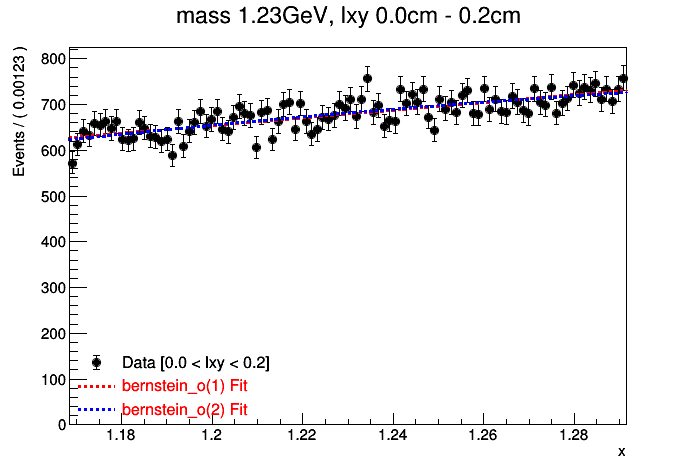 mass 1.23GeV, lxy 0.0cm - 0.2cm
Events / ( 0.00123 )
800
700
600
500
400
300
200
100
0
Data [0.0 < lxy < 0.2]
bernstein_o(1) Fit
bernstein_o(2) Fit
1.18 1.2 1.22 1.24 1.26 1.28
x